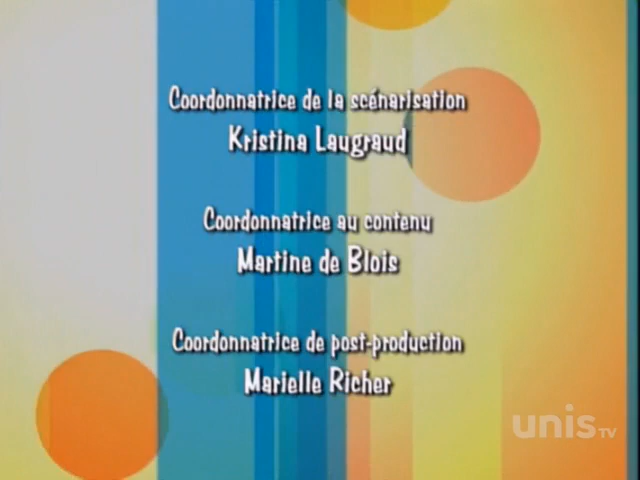 Coordonnatrice de la scénarisation
Kristina Laugraud
Coordonnatrice au contenu
Martine de Blois
Coordonnatrice de post-production
Marielle Richer
unis TV